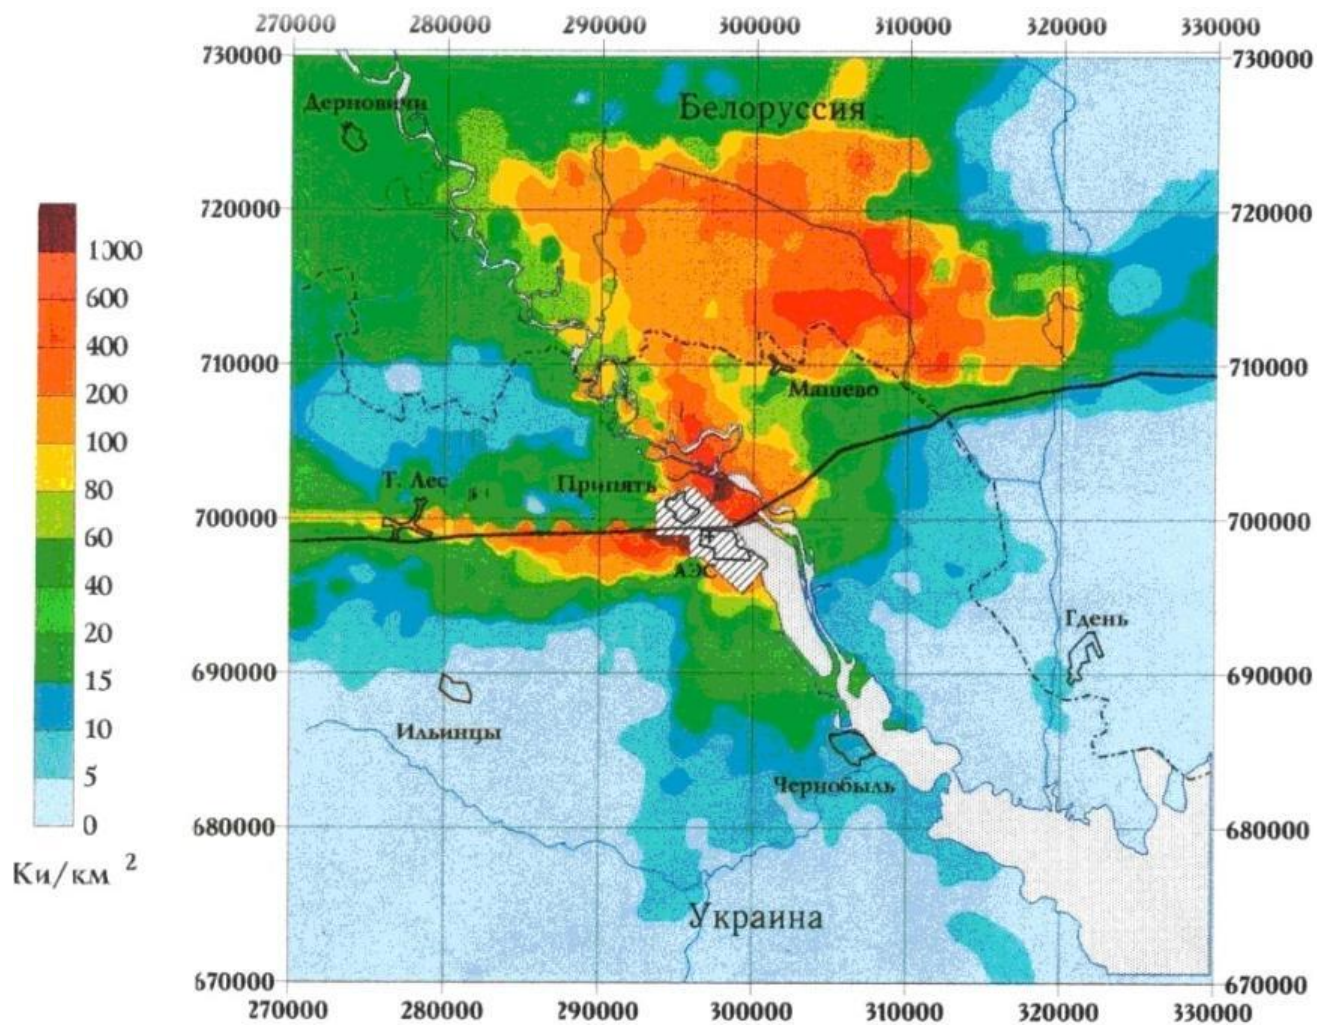 270000 280000 290000 300000 310000 320000 330000
730000 730000
Дерновичи
Белоруссия
720000 720000
1000
600
400
200
100
80
60
40
20
15
10
5
0
Ки/км ²
710000 710000
Машево
Т. Лес
Припять
700000 700000
АЭС
Гдень
690000 690000
Ильинцы
Чернобыль
680000 680000
Украина
670000 670000
270000 280000 290000 300000 310000 320000 330000